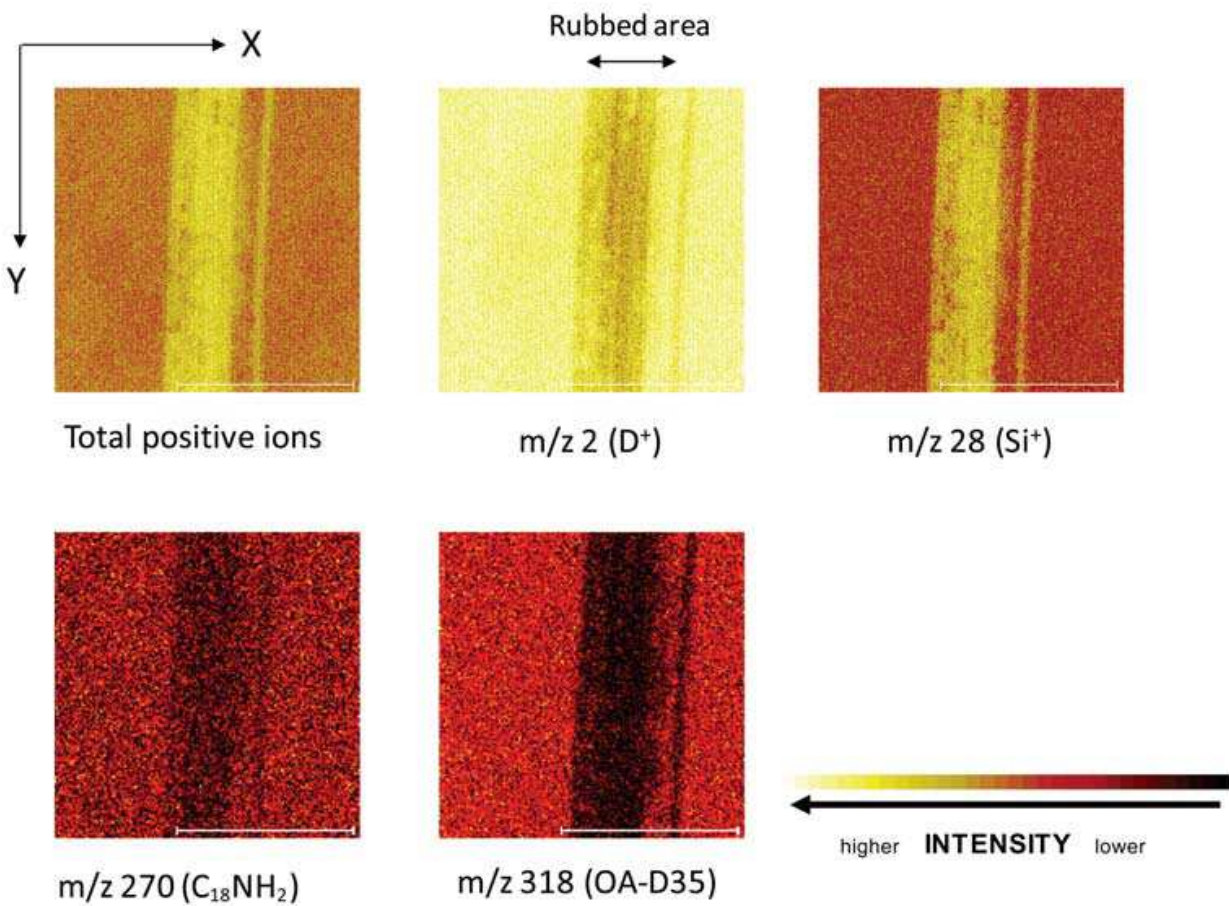 Rubbed area
X
Y
Total positive ions
m/z 2 (D⁺)
m/z 28 (Si⁺)
m/z 270 (C₁₈NH₂)
m/z 318 (OA-D35)
higher INTENSITY lower